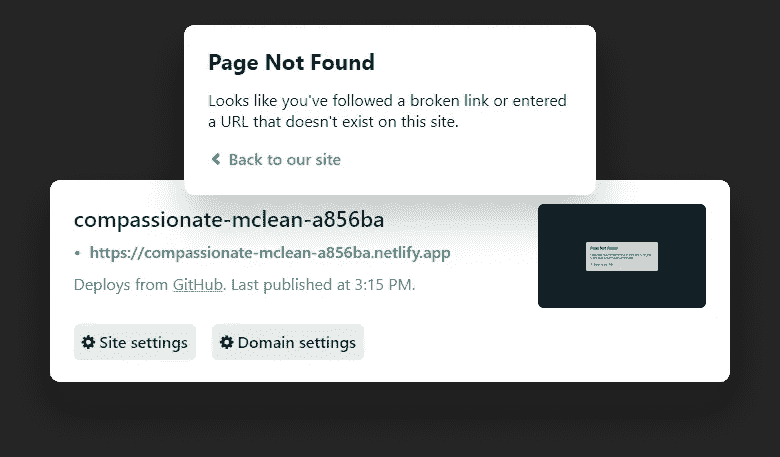 Page Not Found
Looks like you've followed a broken link or entered
a URL that doesn't exist on this site.
Back to our site
compassionate-mclean-a856ba
• https://compassionate-mclean-a856ba.netlify.app
Deploys from GitHub. Last published at 3:15 PM.
Site settings
Domain settings
Page Not Found